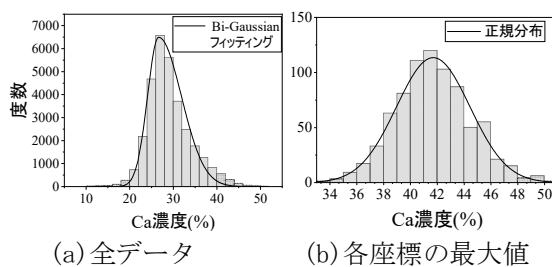 7000
6000
5000
4000
3000
2000
1000
0
度数
10 20 30 40 50
Ca濃度(%)
Bi-Gaussian
フィッティング
(a)全データ
150
100
50
0
34 36 38 40 42 44 46 48 50
Ca濃度(%)
正規分布
(b)各座標の最大値